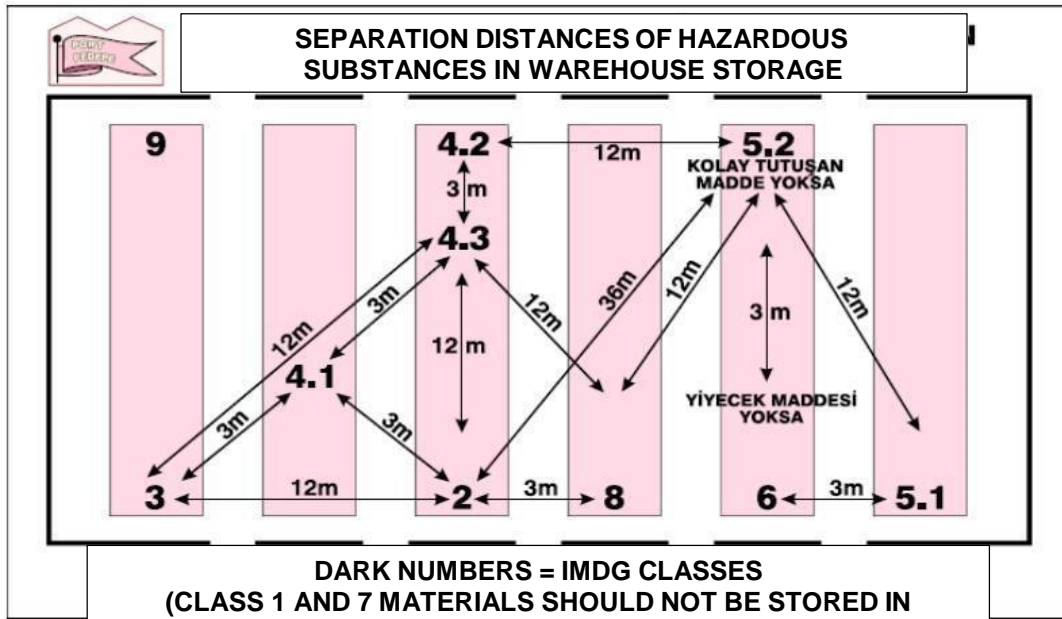 PORT
BEDERE
SEPARATION DISTANCES OF HAZARDOUS
SUBSTANCES IN WAREHOUSE STORAGE
9
4.2
12m
5.2
KOLAY TUTUŞAN
MADDE YOKSA
3 m
4.3
12m
3m
12 m
12m
36m
12m
3 m
12m
4.1
3m
3m
YİYECEK MADDESİ
YOKSA
3
12m
2
3m
8
6
3m
5.1
DARK NUMBERS = IMDG CLASSES
(CLASS 1 AND 7 MATERIALS SHOULD NOT BE STORED IN